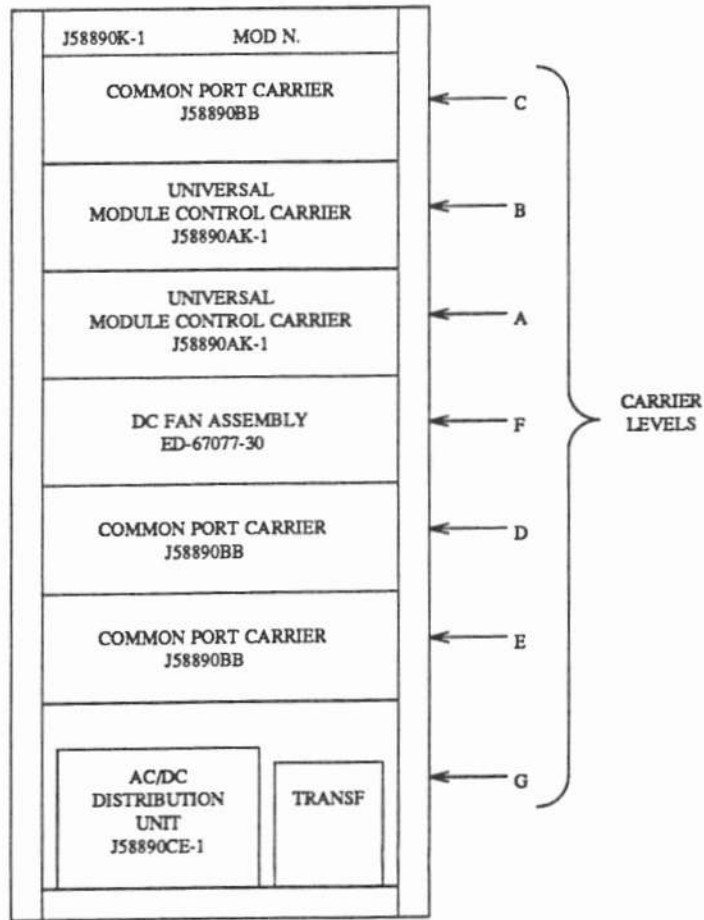 J58890K-1 MOD N.
COMMON PORT CARRIER
J58890BB
C
UNIVERSAL
MODULE CONTROL CARRIER
J58890AK-1
B
UNIVERSAL
MODULE CONTROL CARRIER
J58890AK-1
A
DC FAN ASSEMBLY
ED-67077-30
F
CARRIER
LEVELS
COMMON PORT CARRIER
J58890BB
D
COMMON PORT CARRIER
J58890BB
E
AC/DC
DISTRIBUTION
UNIT
J58890CE-1
TRANSF
G